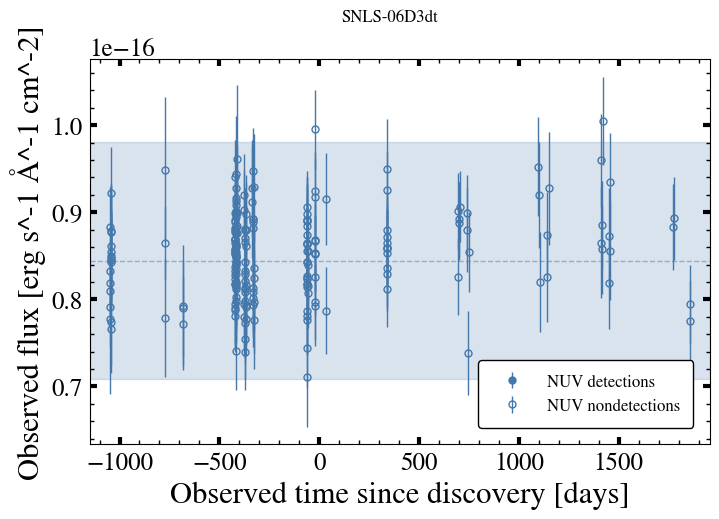 SNLS-06D3dt
1e−16
Observed flux [erg s^-1 Å^-1 cm^-2]
1.0
0.9
0.8
0.7
NUV detections
NUV nondetections
−1000 −500 0 500 1000 1500
Observed time since discovery [days]